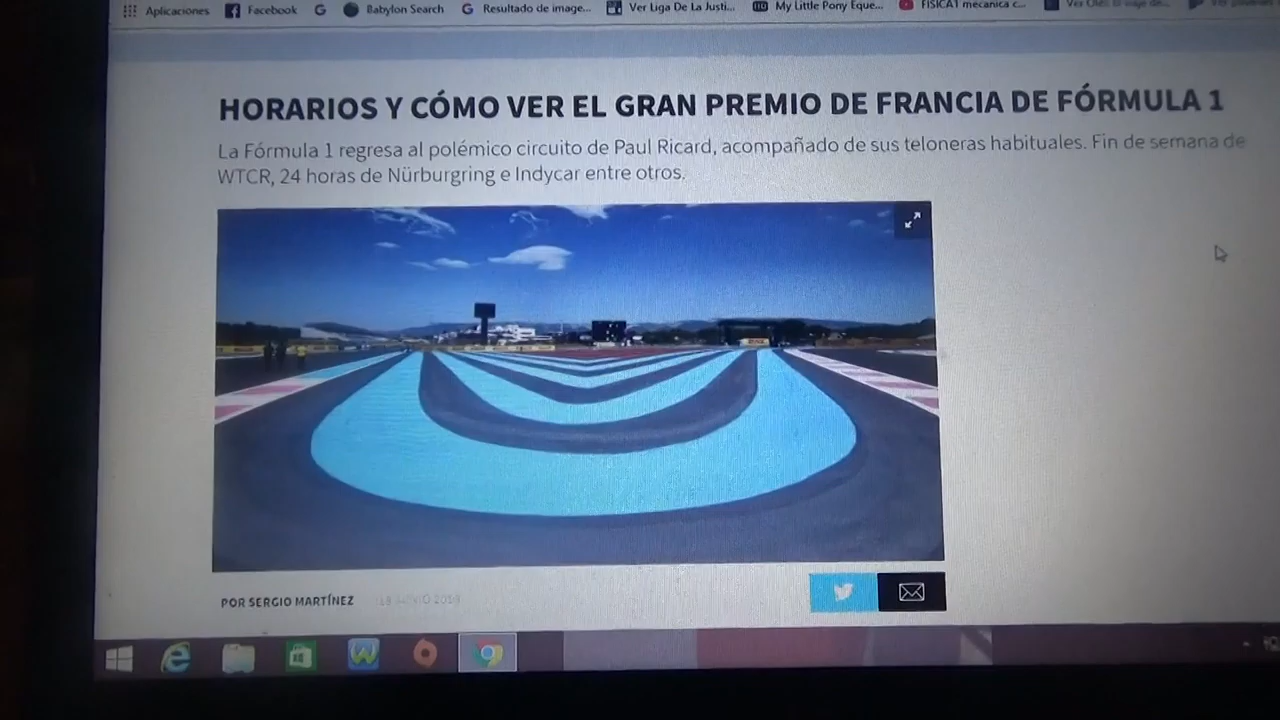 Aplicaciones Facebook Babylon Search Resultado de image... Ver Liga De La Justi... My Little Pony Eque... FISICA1 mecanica c...
HORARIOS Y CÓMO VER EL GRAN PREMIO DE FRANCIA DE FÓRMULA 1
La Fórmula 1 regresa al polémico circuito de Paul Ricard, acompañado de sus teloneras habituales. Fin de semana de
WTCR, 24 horas de Nürburgring e Indycar entre otros.
POR SERGIO MARTÍNEZ 18 JUNIO 2019